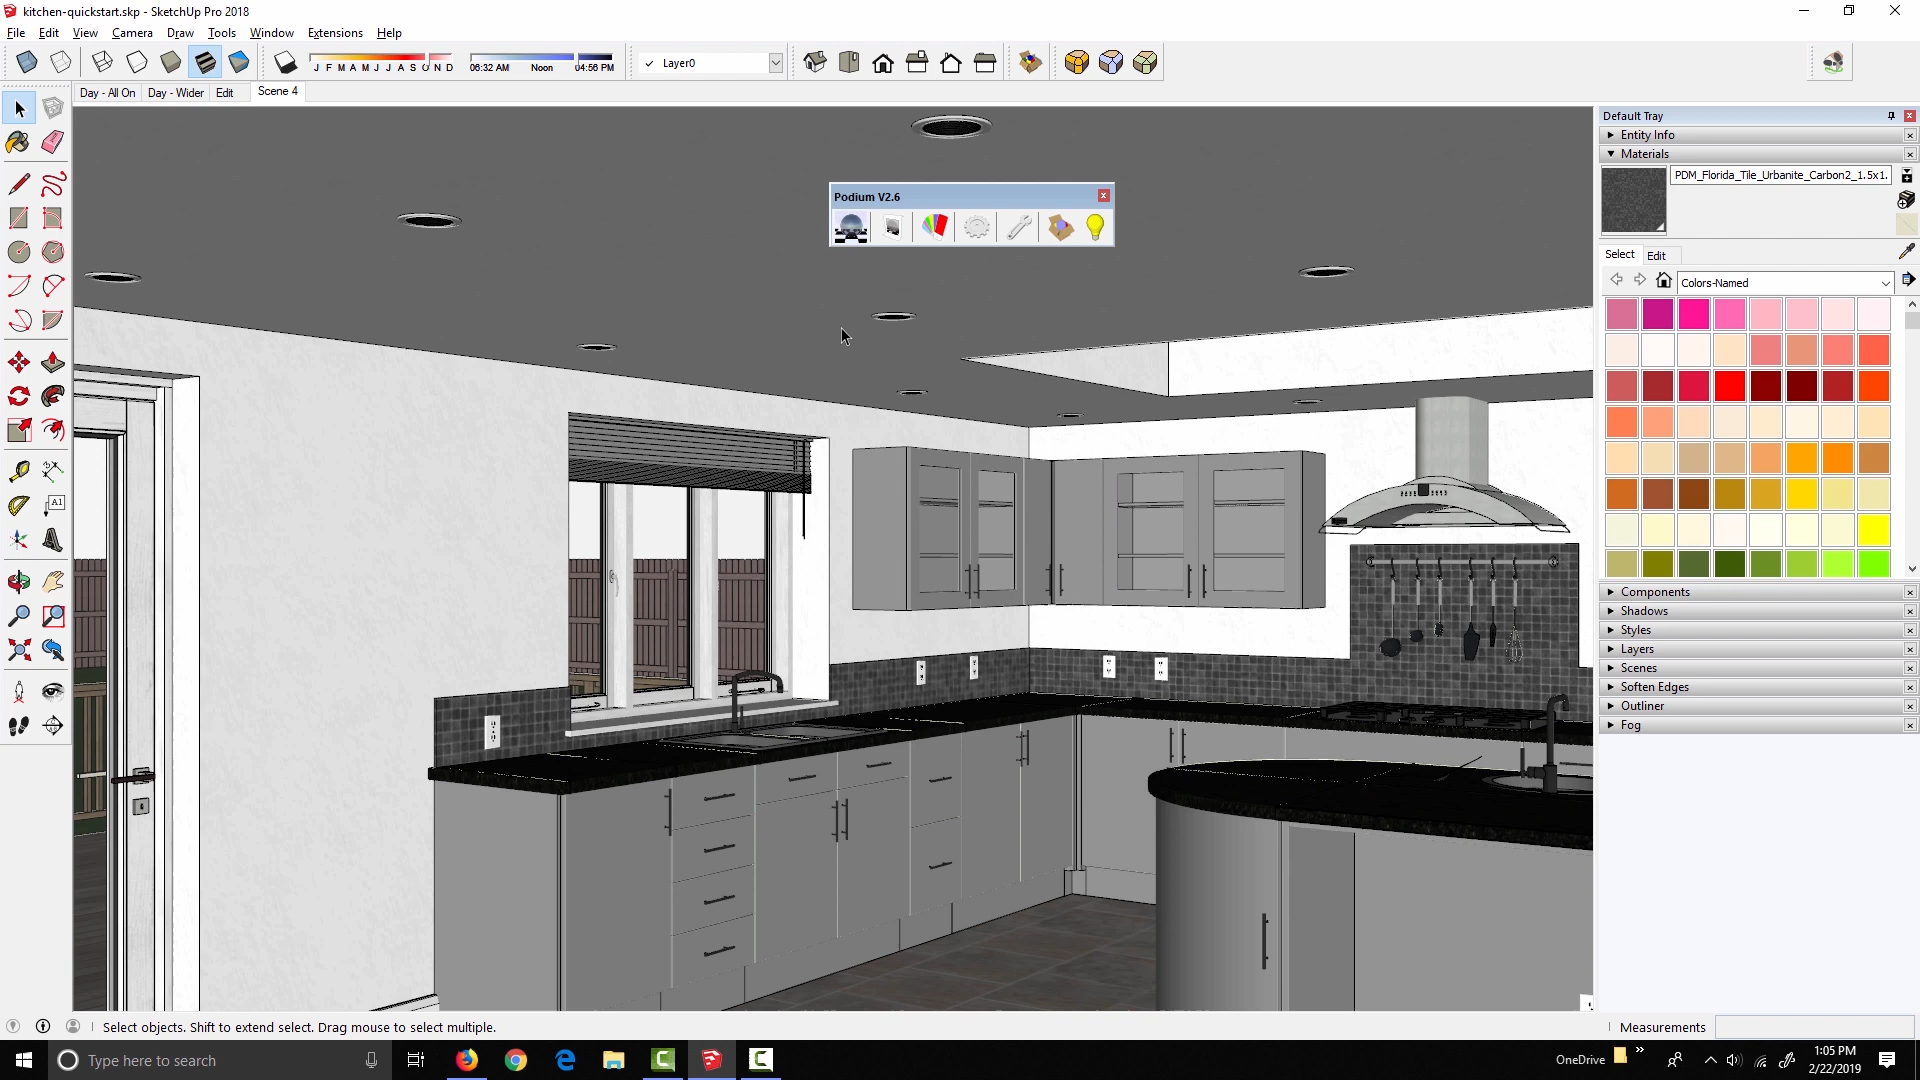 kitchen-quickstart.skp - SketchUp Pro 2018
File Edit View Camera Draw Tools Window Extensions Help
J F M A M J J A S O N D
06:32 AM Noon 04:56 PM
Layer0
Day - All On Day - Wider Edit Scene 4
Default Tray
Entity Info
Materials
PDM_Florida_Tile_Urbanite_Carbon2_1.5x1.
Podium V2.6
Select Edit
Colors-Named
A1
Components
Shadows
Styles
Layers
Scenes
Soften Edges
Outliner
Fog
Select objects. Shift to extend select. Drag mouse to select multiple.
Measurements
Type here to search
OneDrive
1:05 PM
2/22/2019